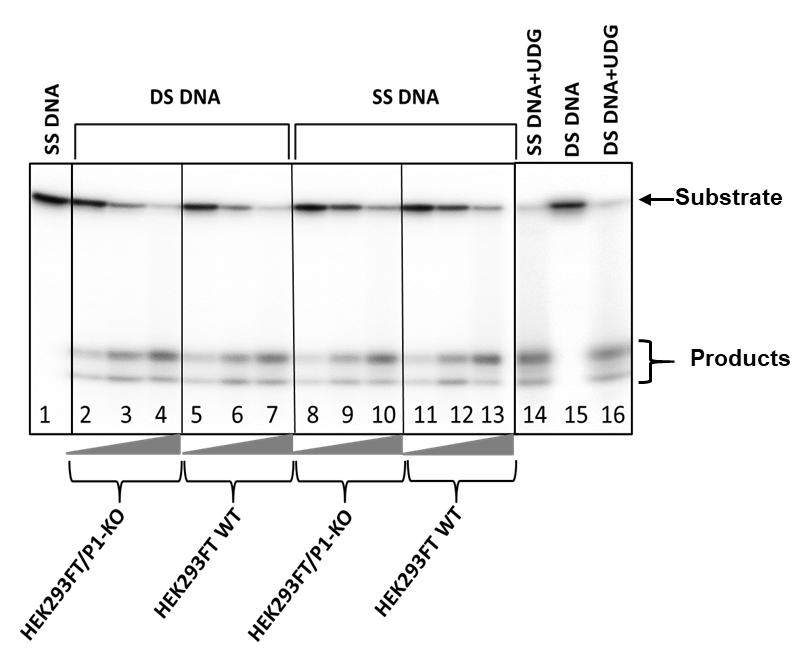 SS DNA
DS DNA
SS DNA
SS DNA+UDG
DS DNA
DS DNA+UDG
Substrate
Products
1 2 3 4 5 6 7 8 9 10 11 12 13 14 15 16
HEK293FT/P1-KO
HEK293FT WT
HEK293FT/P1-KO
HEK293FT WT